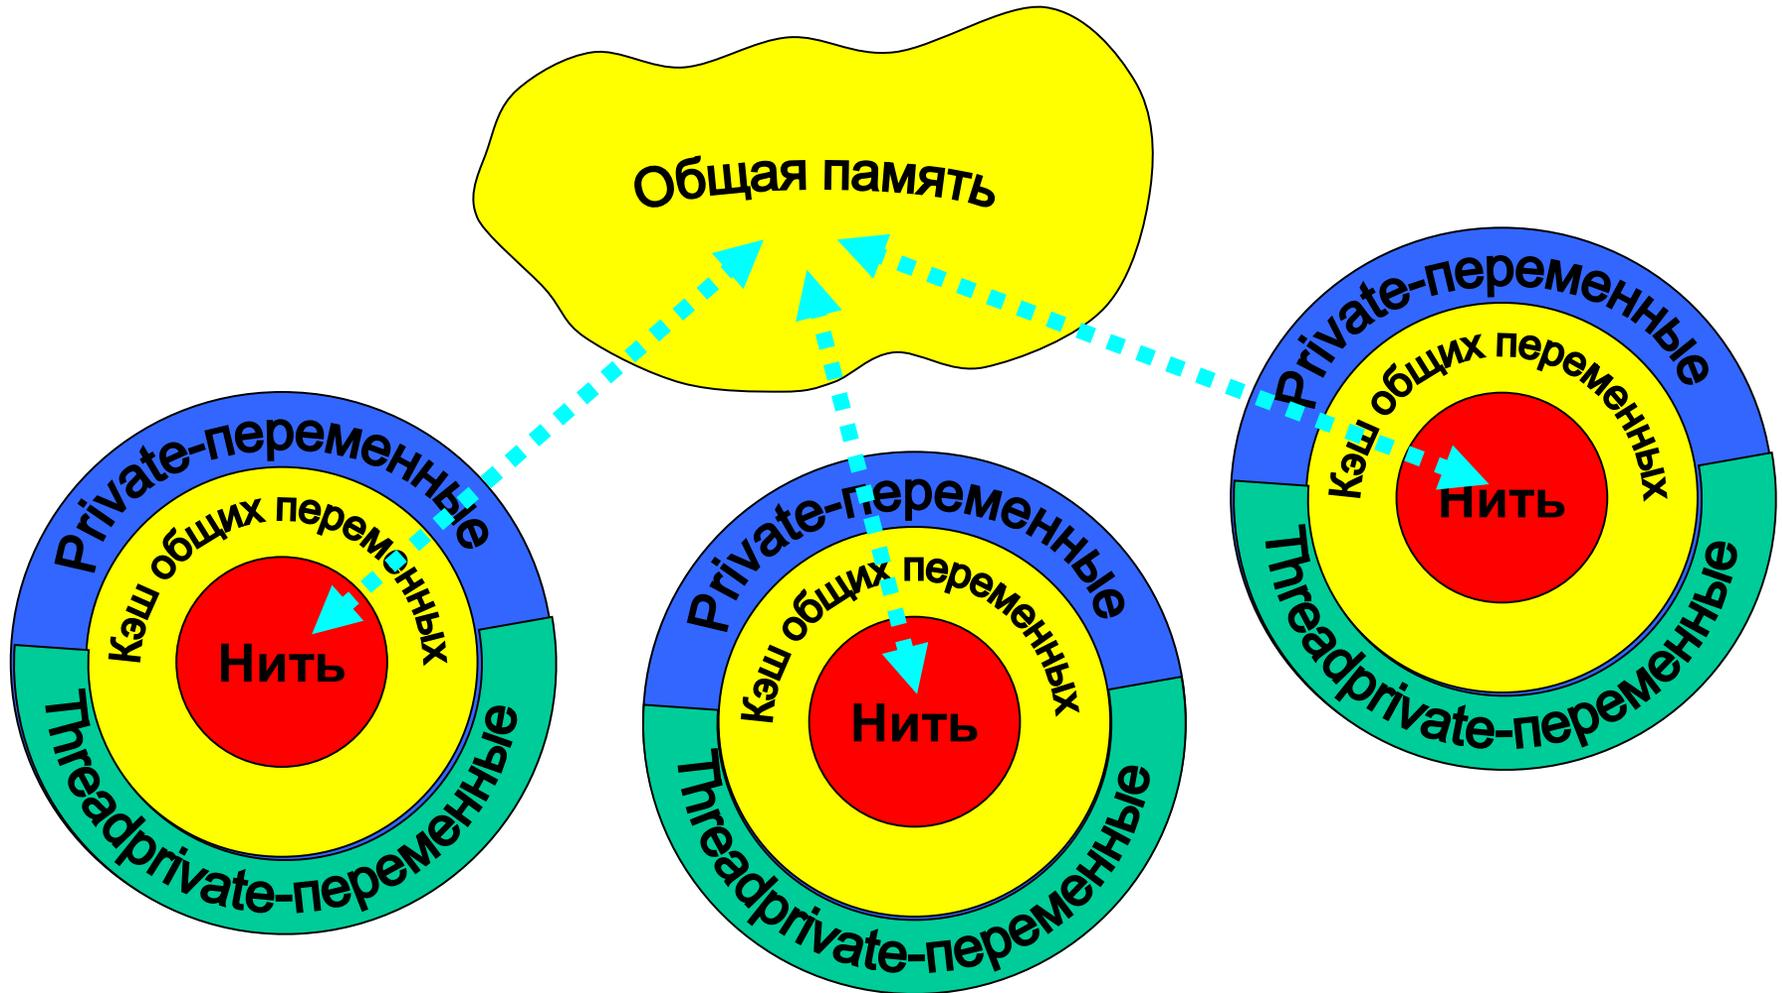 Общая память
Private-переменные
Кэш общих переменных
Нить
Threadprivate-переменные
Private-переменные
Кэш общих переменных
Нить
Threadprivate-переменные
Private-переменные
Кэш общих переменных
Нить
Threadprivate-переменные